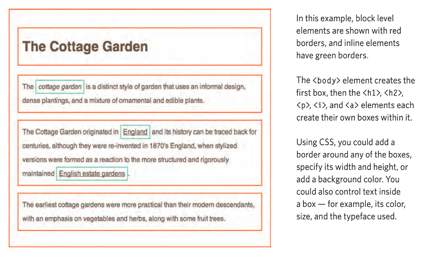 The Cottage Garden
The cottage garden is a distinct style of garden that uses an informal design,
dense plantings, and a mixture of ornamental and edible plants.
The Cottage Garden originated in England and its history can be traced back for
centuries, although they were re-invented in 1870's England, when stylized
versions were formed as a reaction to the more structured and rigorously
maintained English estate gardens.
The earliest cottage gardens were more practical than their modern descendants,
with an emphasis on vegetables and herbs, along with some fruit trees.
In this example, block level
elements are shown with red
borders, and inline elements
have green borders.
The <body> element creates the
first box, then the <h1>, <h2>,
<p>, <i>, and <a> elements each
create their own boxes within it.
Using CSS, you could add a
border around any of the boxes,
specify its width and height, or
add a background color. You
could also control text inside
a box — for example, its color,
size, and the typeface used.